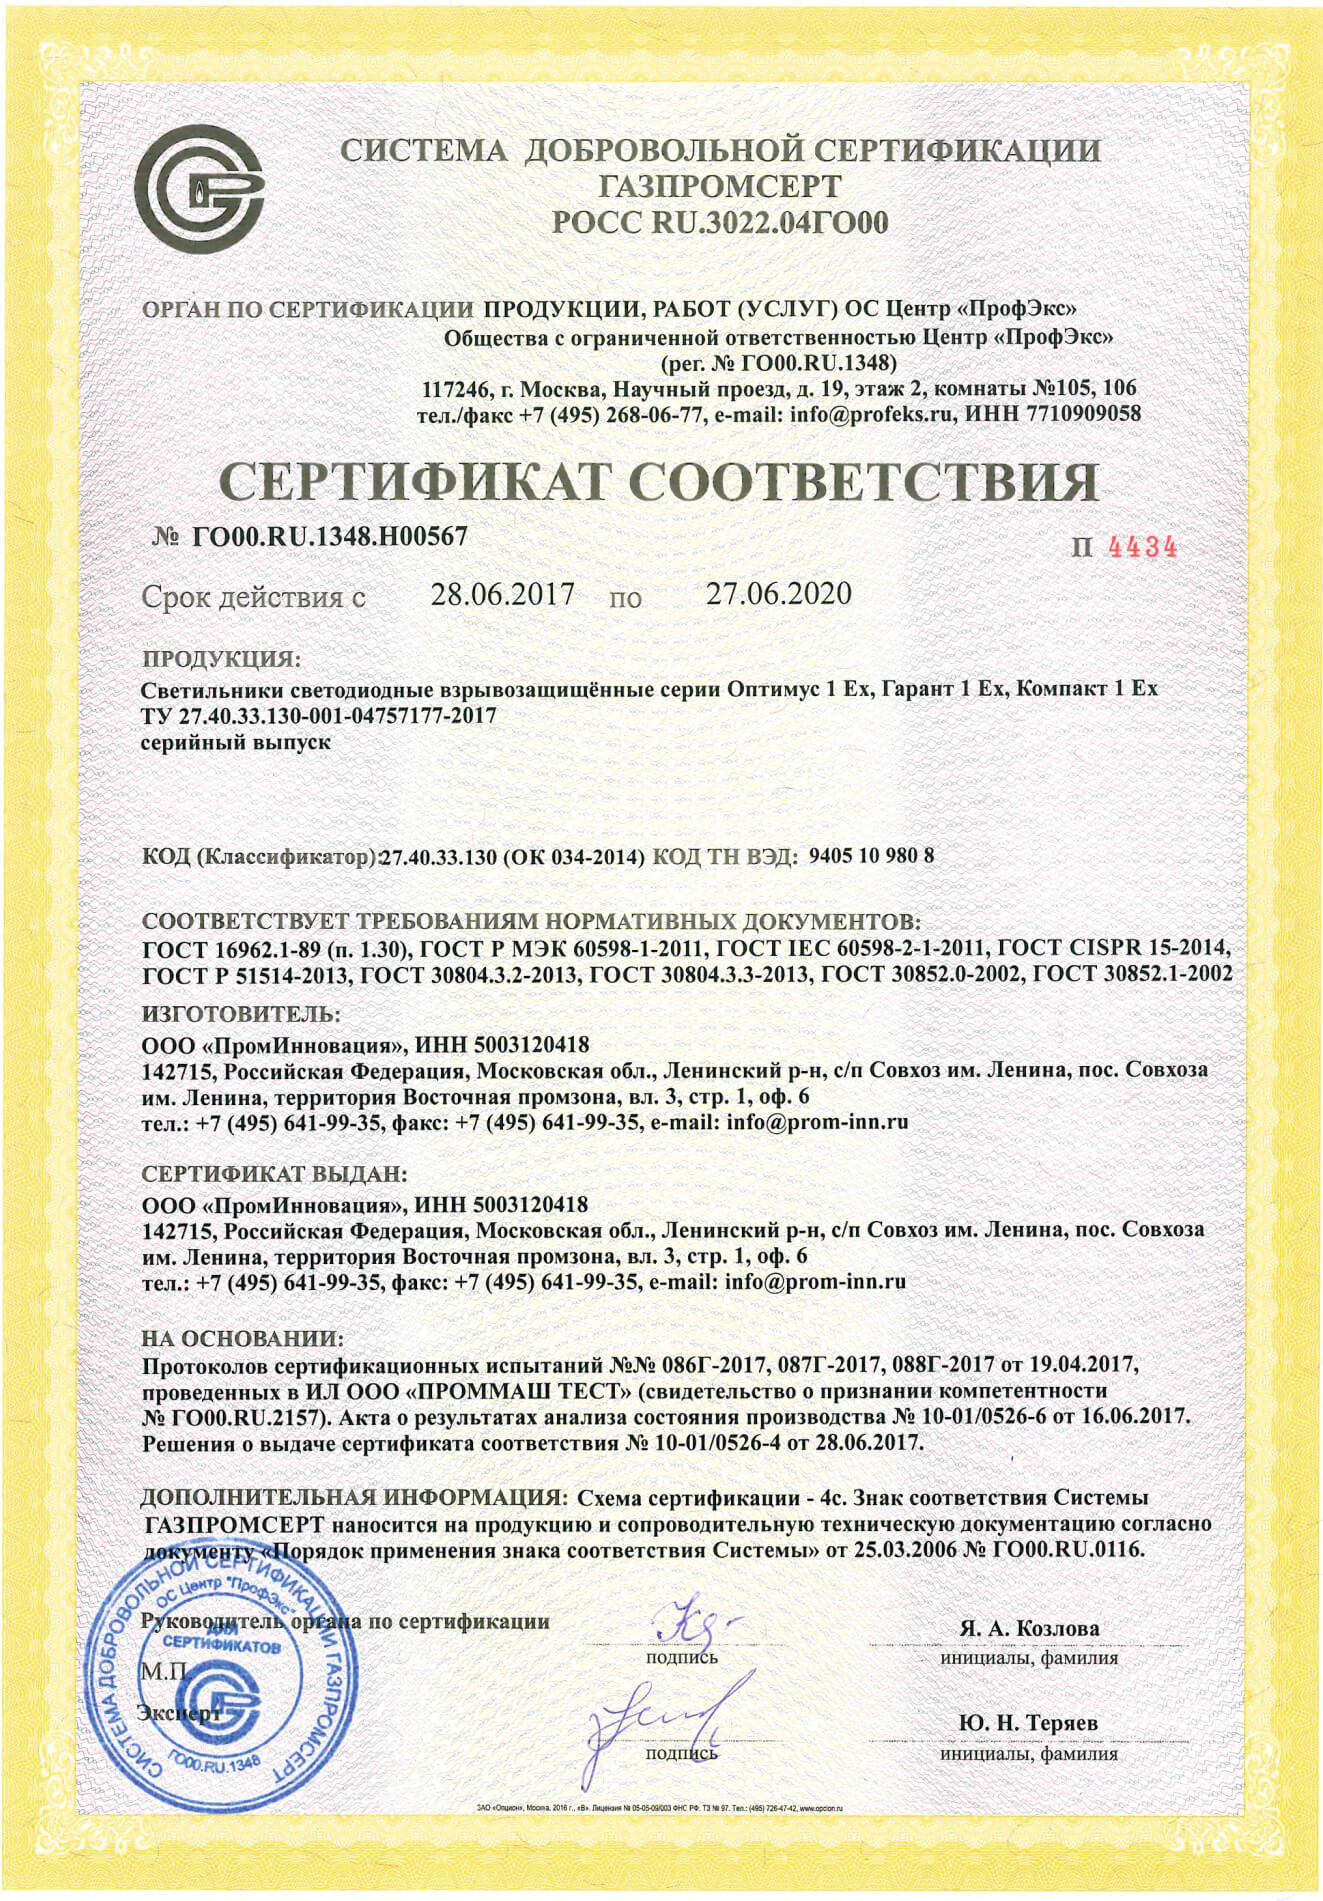 СИСТЕМА ДОБРОВОЛЬНОЙ СЕРТИФИКАЦИИ
ГАЗПРОМСЕРТ
РОСС RU.3022.04ГО00
ОРГАН ПО СЕРТИФИКАЦИИ ПРОДУКЦИИ, РАБОТ (УСЛУГ) ОС Центр «ПрофЭкс»
Общества с ограниченной ответственностью Центр «ПрофЭкс»
(рег. № ГО00.RU.1348)
117246, г. Москва, Научный проезд, д. 19, этаж 2, комнаты №105, 106
тел./факс +7 (495) 268-06-77, e-mail: info@profeks.ru, ИНН 7710909058
СЕРТИФИКАТ СООТВЕТСТВИЯ
№ ГО00.RU.1348.Н00567
П 4434
Срок действия с 28.06.2017 по 27.06.2020
ПРОДУКЦИЯ:
Светильники светодиодные взрывозащищённые серии Оптимус 1 Ex, Гарант 1 Ex, Компакт 1 Ex
ТУ 27.40.33.130-001-04757177-2017
серийный выпуск
КОД (Классификатор):27.40.33.130 (ОК 034-2014) КОД ТН ВЭД: 9405 10 980 8
СООТВЕТСТВУЕТ ТРЕБОВАНИЯМ НОРМАТИВНЫХ ДОКУМЕНТОВ:
ГОСТ 16962.1-89 (п. 1.30), ГОСТ Р МЭК 60598-1-2011, ГОСТ IEC 60598-2-1-2011, ГОСТ CISPR 15-2014,
ГОСТ Р 51514-2013, ГОСТ 30804.3.2-2013, ГОСТ 30804.3.3-2013, ГОСТ 30852.0-2002, ГОСТ 30852.1-2002
ИЗГОТОВИТЕЛЬ:
ООО «ПромИнновация», ИНН 5003120418
142715, Российская Федерация, Московская обл., Ленинский р-н, с/п Совхоз им. Ленина, пос. Совхоза
им. Ленина, территория Восточная промзона, вл. 3, стр. 1, оф. 6
тел.: +7 (495) 641-99-35, факс: +7 (495) 641-99-35, e-mail: info@prom-inn.ru
СЕРТИФИКАТ ВЫДАН:
ООО «ПромИнновация», ИНН 5003120418
142715, Российская Федерация, Московская обл., Ленинский р-н, с/п Совхоз им. Ленина, пос. Совхоза
им. Ленина, территория Восточная промзона, вл. 3, стр. 1, оф. 6
тел.: +7 (495) 641-99-35, факс: +7 (495) 641-99-35, e-mail: info@prom-inn.ru
НА ОСНОВАНИИ:
Протоколов сертификационных испытаний №№ 086Г-2017, 087Г-2017, 088Г-2017 от 19.04.2017,
проведенных в ИЛ ООО «ПРОММАШ ТЕСТ» (свидетельство о признании компетентности
№ ГО00.RU.2157). Акта о результатах анализа состояния производства № 10-01/0526-6 от 16.06.2017.
Решения о выдаче сертификата соответствия № 10-01/0526-4 от 28.06.2017.
ДОПОЛНИТЕЛЬНАЯ ИНФОРМАЦИЯ: Схема сертификации - 4с. Знак соответствия Системы
ГАЗПРОМСЕРТ наносится на продукцию и сопроводительную техническую документацию согласно
документу «Порядок применения знака соответствия Системы» от 25.03.2006 № ГО00.RU.0116.
Руководитель органа по сертификации
подпись
Я. А. Козлова
инициалы, фамилия
М.П.
Эксперт
подпись
Ю. Н. Теряев
инициалы, фамилия
СИСТЕМА ДОБРОВОЛЬНОЙ СЕРТИФИКАЦИИ ГАЗПРОМСЕРТ
ОС Центр "ПрофЭкс"
ДЛЯ
СЕРТИФИКАТОВ
ГО00.RU.1348
ЗАО «Опцион», Москва, 2016 г., «В». Лицензия № 05-05-09/003 ФНС РФ. ТЗ № 97. Тел.: (495) 726-47-42, www.opcion.ru